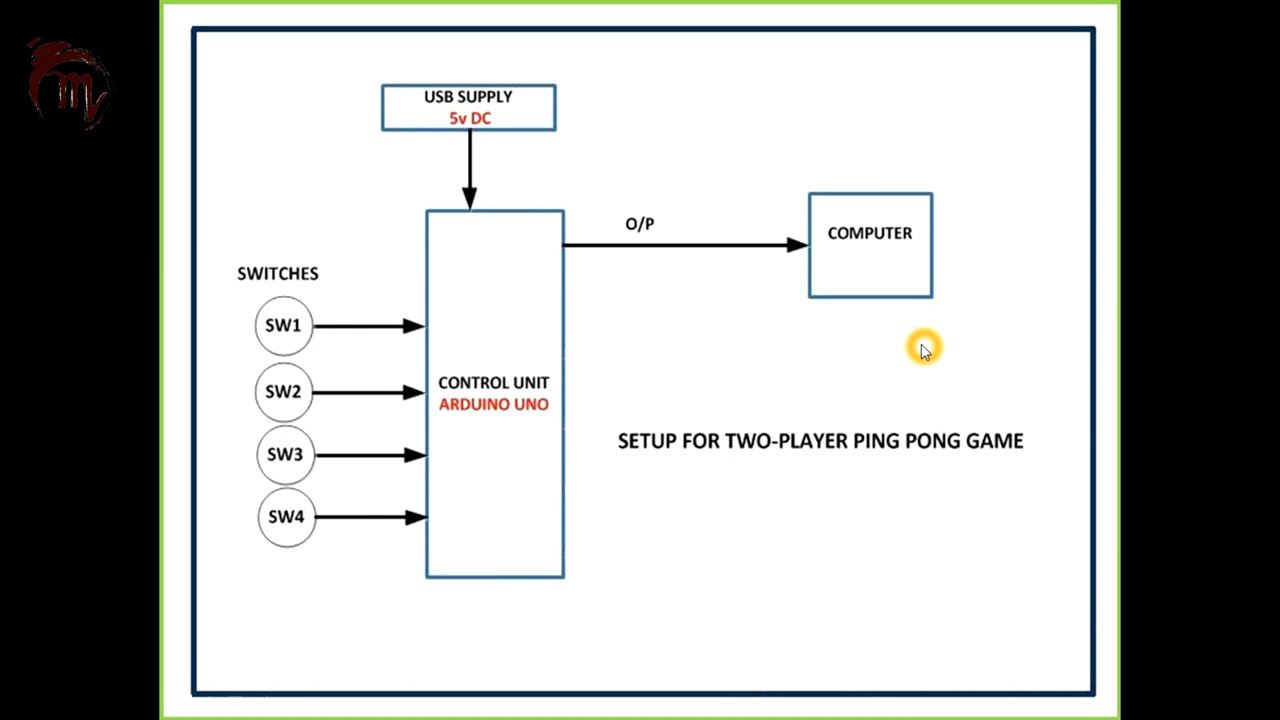 USB SUPPLY
5v DC
O/P
COMPUTER
SWITCHES
SW1
SW2
SW3
SW4
CONTROL UNIT
ARDUINO UNO
SETUP FOR TWO-PLAYER PING PONG GAME
m